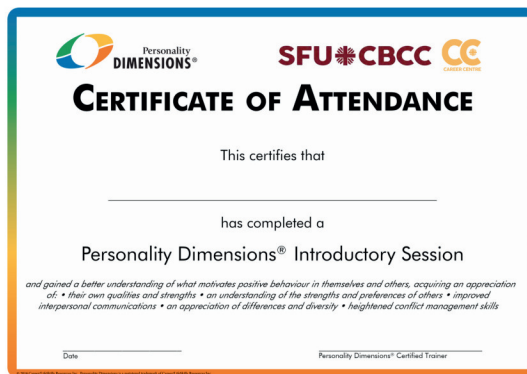 Personality
DIMENSIONS®
SFU CBCC CC
CAREER CENTRE
CERTIFICATE OF ATTENDANCE
This certifies that
has completed a
Personality Dimensions® Introductory Session
and gained a better understanding of what motivates positive behaviour in themselves and others, acquiring an appreciation
of: • their own qualities and strengths • an understanding of the strengths and preferences of others • improved
interpersonal communications • an appreciation of differences and diversity • heightened conflict management skills
Date
Personality Dimensions® Certified Trainer